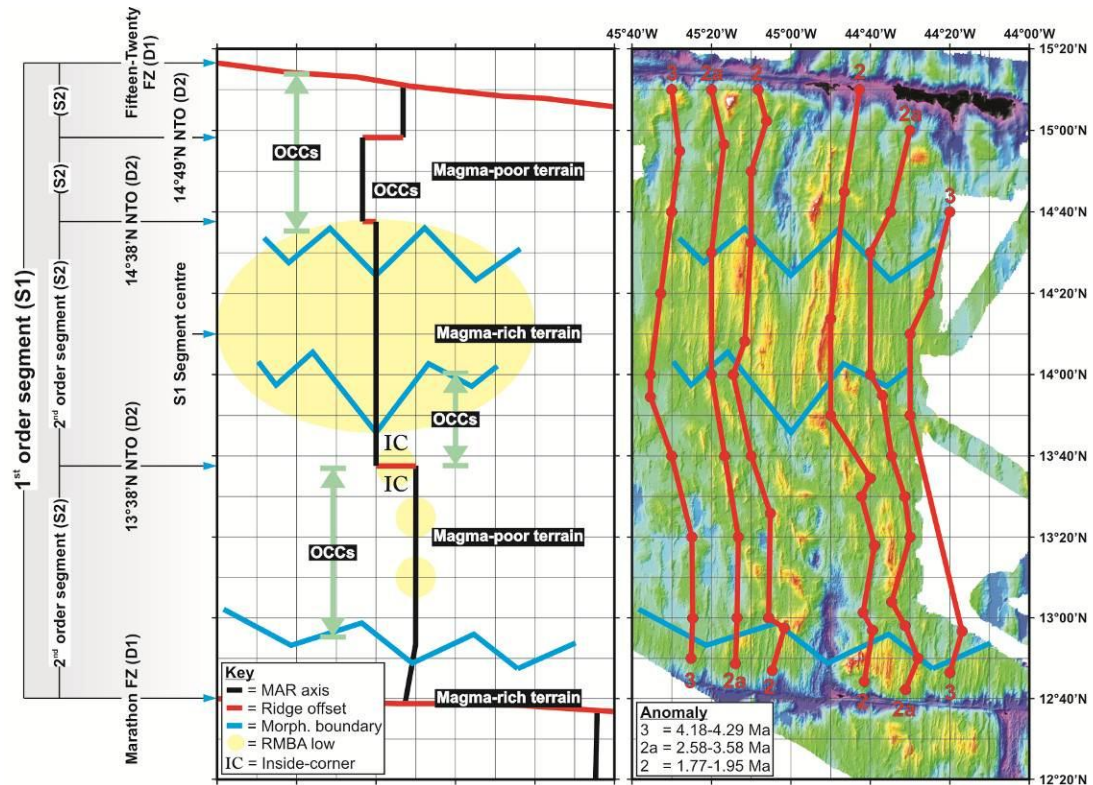 1st order segment (S1)
(S2)
(S2)
2nd order segment (S2)
2nd order segment (S2)
Fifteen-Twenty
FZ (D1)
14°49'N NTO (D2)
14°38'N NTO (D2)
S1 Segment centre
13°38'N NTO (D2)
Marathon FZ (D1)
OCCs
OCCs
Magma-poor terrain
Magma-rich terrain
OCCs
IC
IC
OCCs
Magma-poor terrain
Magma-rich terrain
Key
= MAR axis
= Ridge offset
= Morph. boundary
= RMBA low
IC = Inside-corner
45°40'W 45°20'W 45°00'W 44°40'W 44°20'W 44°00'W
15°20'N
15°00'N
14°40'N
14°20'N
14°00'N
13°40'N
13°20'N
13°00'N
12°40'N
12°20'N
3 2a 2 2 2a 3
3 2a 2 2 2a 3
Anomaly
3 = 4.18-4.29 Ma
2a = 2.58-3.58 Ma
2 = 1.77-1.95 Ma